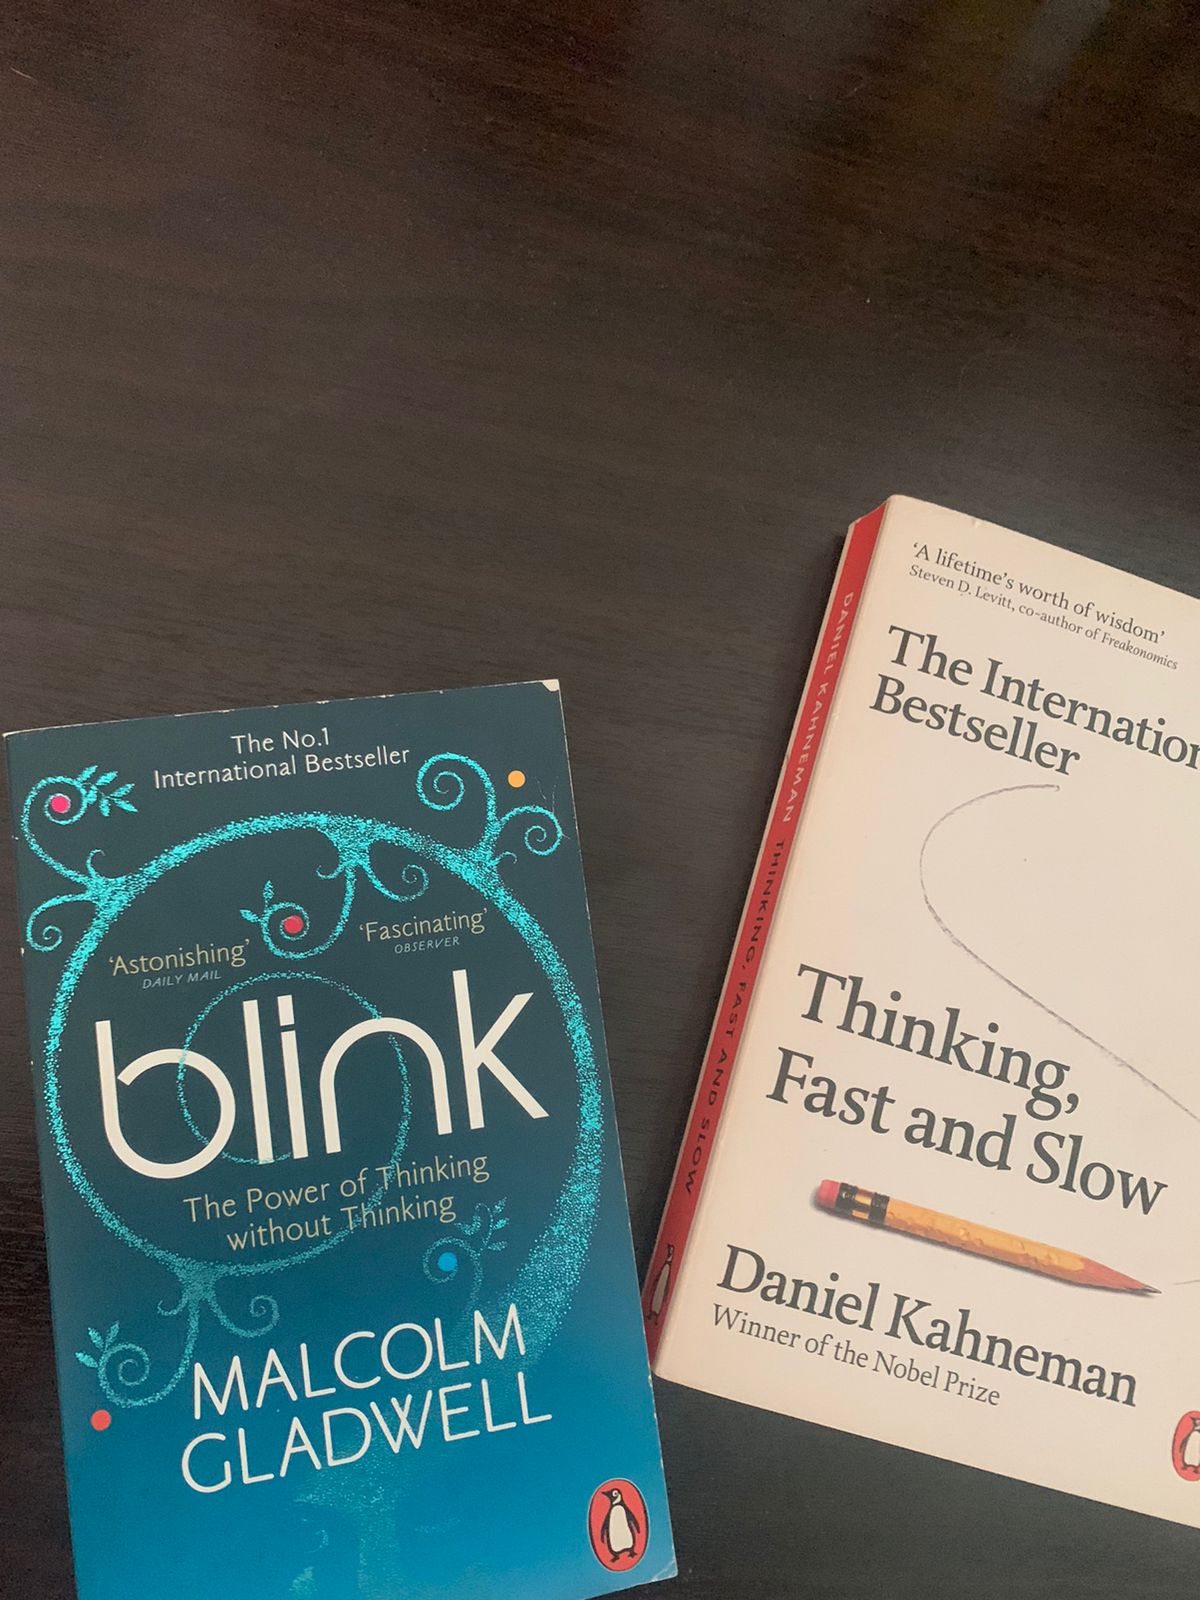 The No.1
International Bestseller
'Astonishing'
DAILY MAIL
'Fascinating'
OBSERVER
blink
The Power of Thinking
without Thinking
MALCOLM
GLADWELL
DANIEL KAHNEMAN THINKING, FAST AND SLOW
'A lifetime's worth of wisdom'
Steven D. Levitt, co-author of Freakonomics
The Internation
Bestseller
Thinking,
Fast and Slow
Daniel Kahneman
Winner of the Nobel Prize